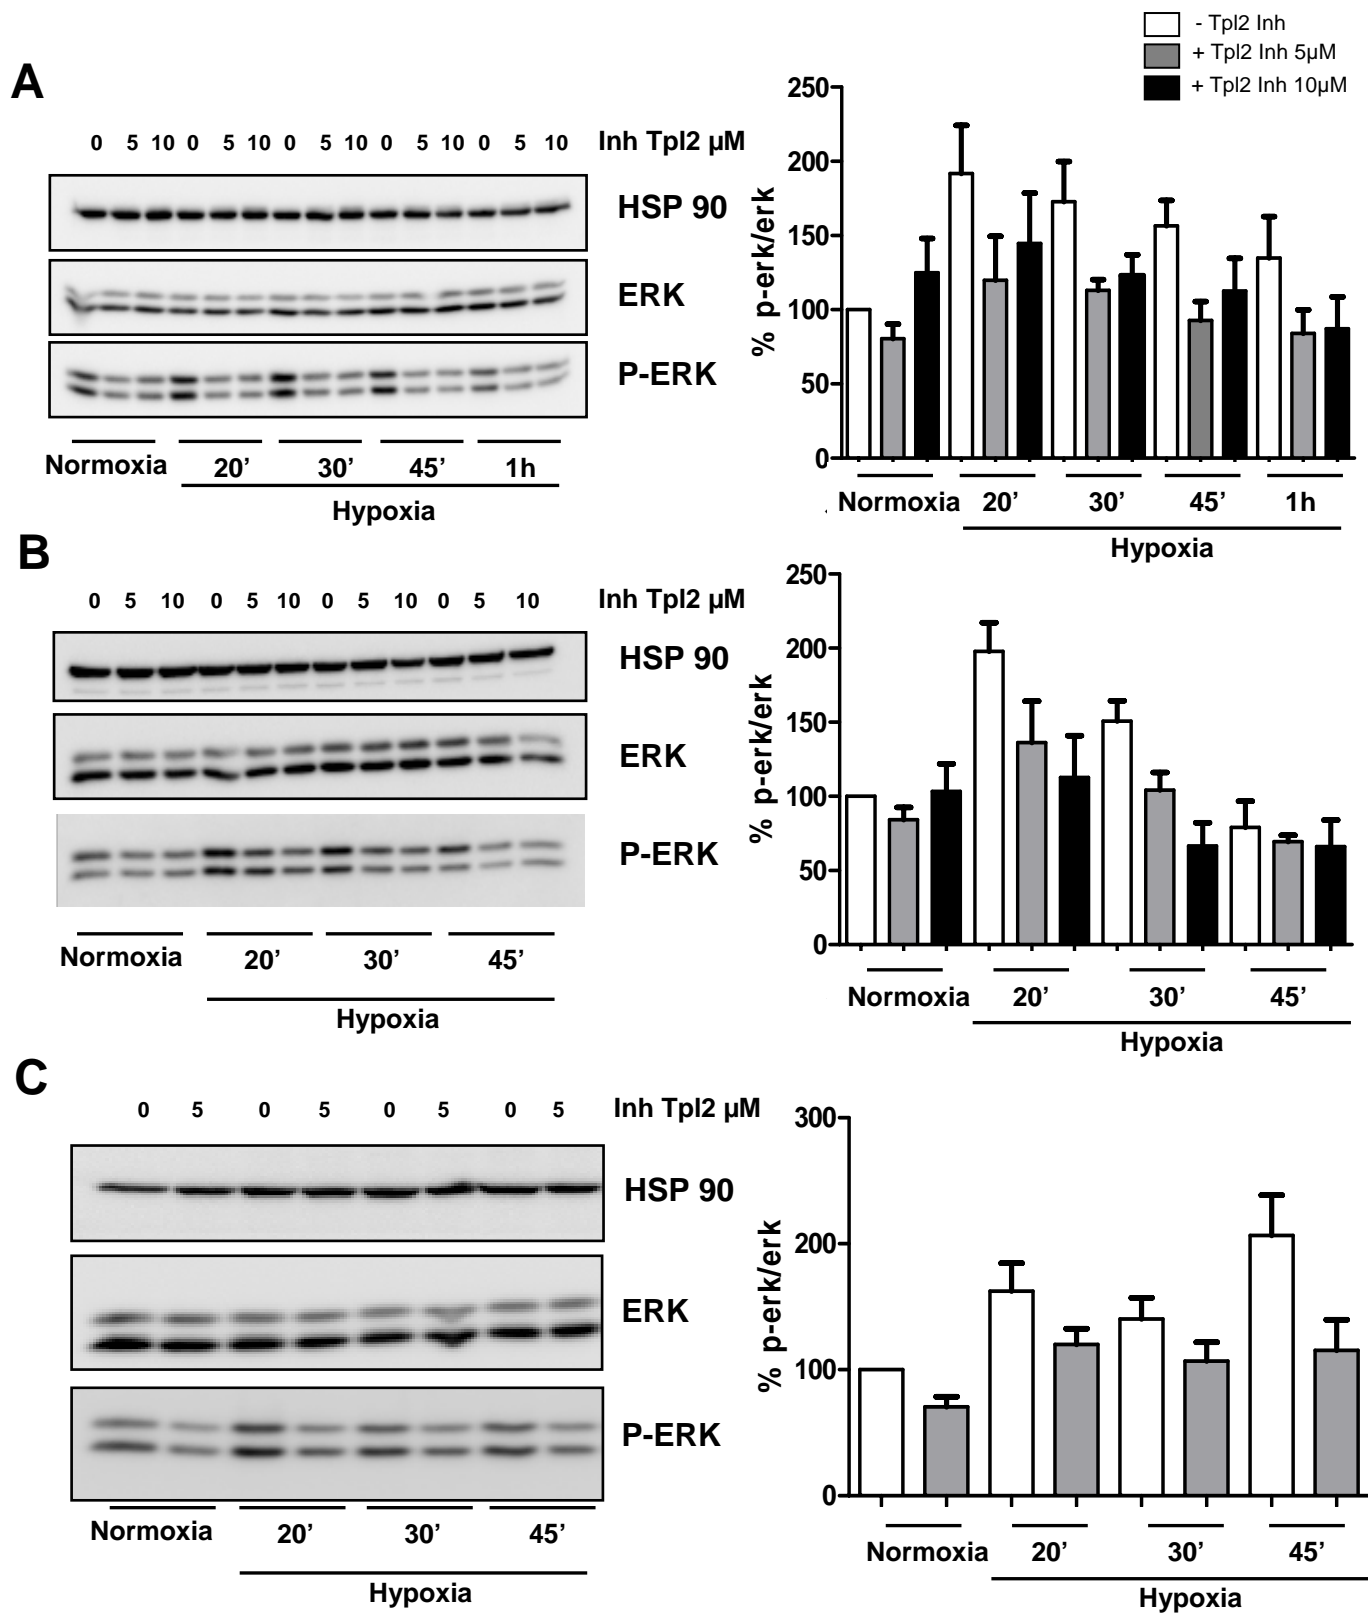 - Tpl2 Inh
+ Tpl2 Inh 5µM
+ Tpl2 Inh 10µM
A
0 5 10 0 5 10 0 5 10 0 5 10 0 5 10 Inh Tpl2 µM
HSP 90
ERK
P-ERK
Normoxia 20’ 30’ 45’ 1h
Hypoxia
250
200
150
100
50
0
% p-erk/erk
Normoxia 20’ 30’ 45’ 1h
Hypoxia
B
0 5 10 0 5 10 0 5 10 0 5 10 Inh Tpl2 µM
HSP 90
ERK
P-ERK
Normoxia 20’ 30’ 45’
Hypoxia
250
200
150
100
50
0
% p-erk/erk
Normoxia 20’ 30’ 45’
Hypoxia
C
0 5 0 5 0 5 0 5 Inh Tpl2 µM
HSP 90
ERK
P-ERK
Normoxia 20’ 30’ 45’
Hypoxia
300
200
100
0
% p-erk/erk
Normoxia 20’ 30’ 45’
Hypoxia